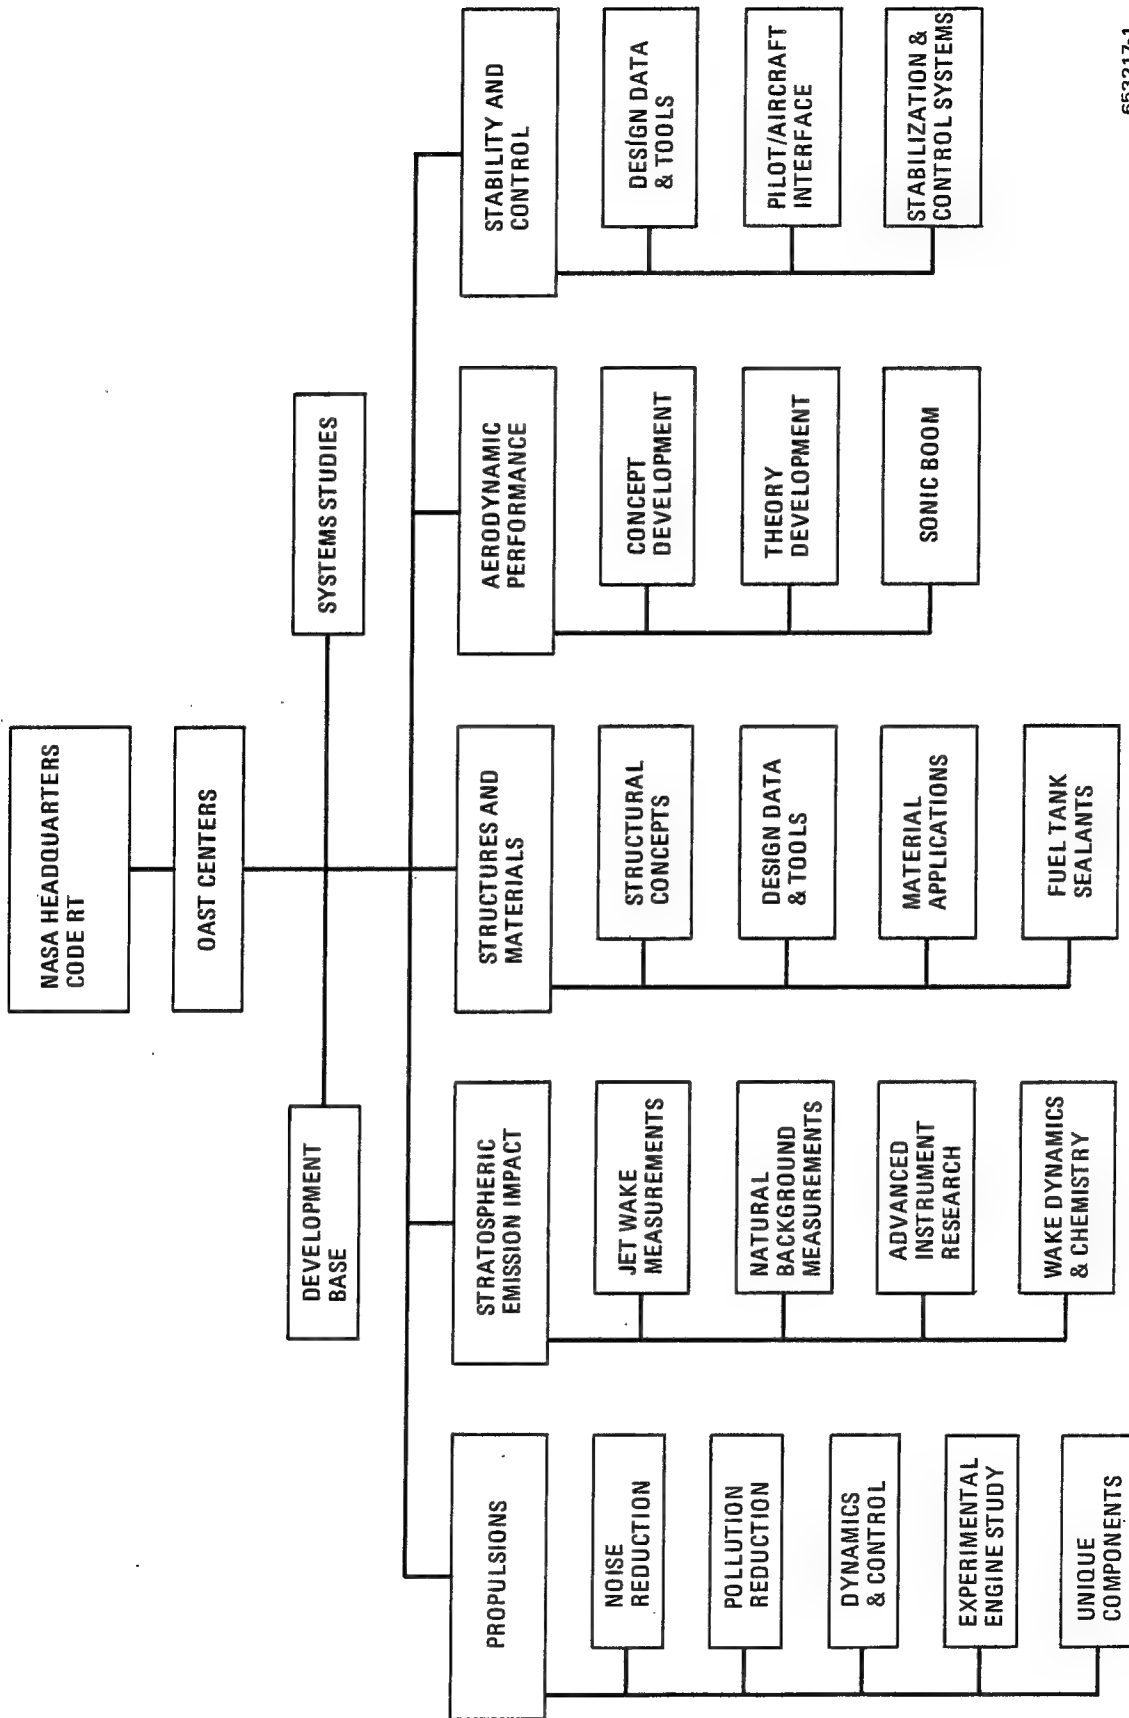 NASA HEADQUARTERS
CODE RT
OAST CENTERS
DEVELOPMENT
BASE
SYSTEMS STUDIES
PROPULSIONS
NOISE
REDUCTION
POLLUTION
REDUCTION
DYNAMICS
& CONTROL
EXPERIMENTAL
ENGINE STUDY
UNIQUE
COMPONENTS
STRATOSPHERIC
EMISSION IMPACT
JET WAKE
MEASUREMENTS
NATURAL
BACKGROUND
MEASUREMENTS
ADVANCED
INSTRUMENT
RESEARCH
WAKE DYNAMICS
& CHEMISTRY
STRUCTURES AND
MATERIALS
STRUCTURAL
CONCEPTS
DESIGN DATA
& TOOLS
MATERIAL
APPLICATIONS
FUEL TANK
SEALANTS
AERODYNAMIC
PERFORMANCE
CONCEPT
DEVELOPMENT
THEORY
DEVELOPMENT
SONIC BOOM
STABILITY AND
CONTROL
DESIGN DATA
& TOOLS
PILOT/AIRCRAFT
INTERFACE
STABILIZATION &
CONTROL SYSTEMS